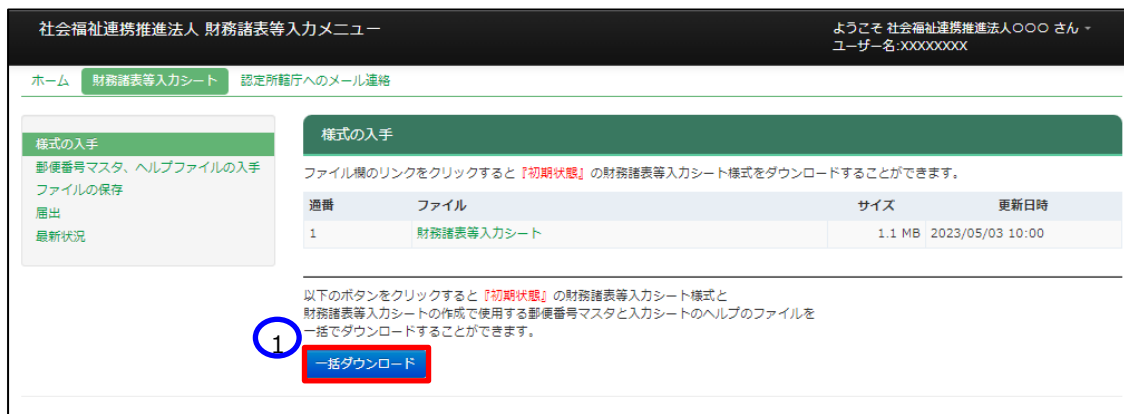 社会福祉連携推進法人 財務諸表等入力メニュー
ようこそ 社会福祉連携推進法人〇〇〇 さん
ユーザー名:XXXXXXXX
ホーム 財務諸表等入力シート 認定所轄庁へのメール連絡
様式の入手
郵便番号マスタ、ヘルプファイルの入手
ファイルの保存
届出
最新状況
様式の入手
ファイル欄のリンクをクリックすると『初期状態』の財務諸表等入力シート様式をダウンロードすることができます。
通番 ファイル サイズ 更新日時
1 財務諸表等入力シート 1.1 MB 2023/05/03 10:00
以下のボタンをクリックすると『初期状態』の財務諸表等入力シート様式と
財務諸表等入力シートの作成で使用する郵便番号マスタと入力シートのヘルプのファイルを
一括でダウンロードすることができます。
1
一括ダウンロード